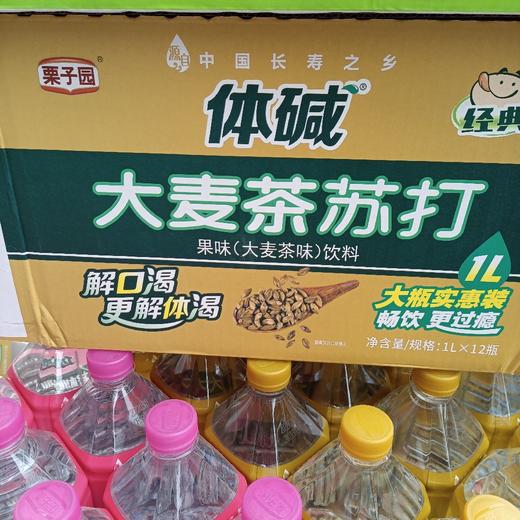 栗子园
源自
中国长寿之乡
体碱®
经典
大麦茶苏打
果味(大麦茶味)饮料
解口渴
更解体渴
1L
大瓶实惠装
畅饮 更过瘾
净含量/规格:1L×12瓶